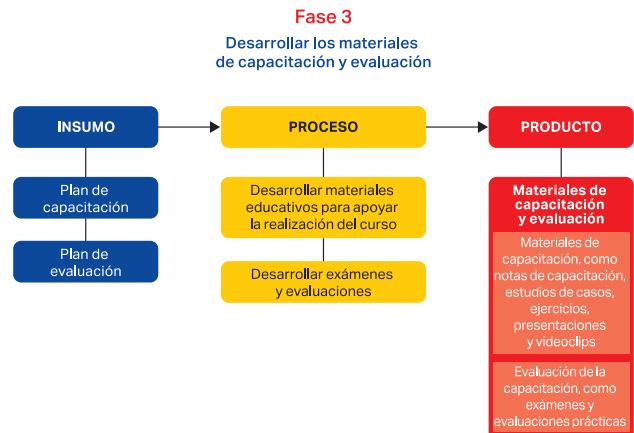 Fase 3
Desarrollar los materiales
de capacitación y evaluación
INSUMO
PROCESO
PRODUCTO
Plan de
capacitación
Plan de
evaluación
Desarrollar materiales
educativos para apoyar
la realización del curso
Desarrollar exámenes
y evaluaciones
Materiales de
capacitación
y evaluación
Materiales de
capacitación, como
notas de capacitación,
estudios de casos,
ejercicios,
presentaciones
y videoclips
Evaluación de la
capacitación, como
exámenes y
evaluaciones prácticas